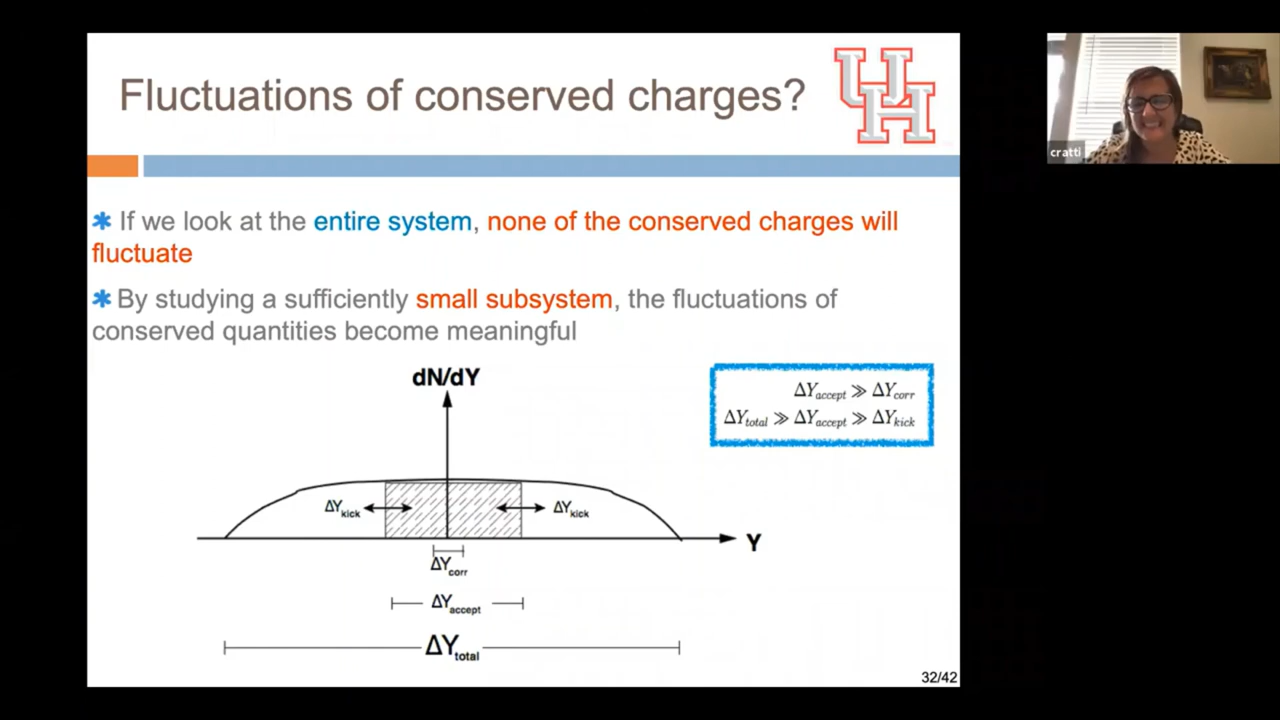 Fluctuations of conserved charges?
UH
cratti
✱ If we look at the entire system, none of the conserved charges will
fluctuate
✱ By studying a sufficiently small subsystem, the fluctuations of
conserved quantities become meaningful
dN/dY
ΔY_accept ≫ ΔY_corr
ΔY_total ≫ ΔY_accept ≫ ΔY_kick
ΔY_kick
ΔY_kick
Y
ΔY_corr
ΔY_accept
ΔY_total
32/42